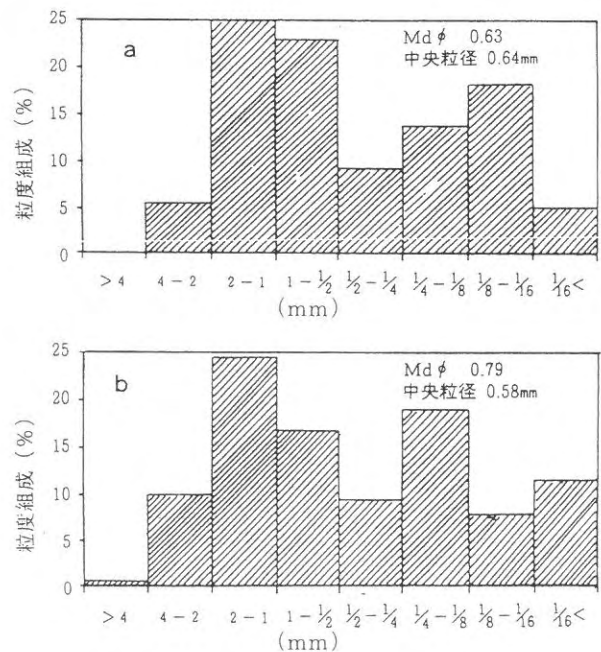 a
Mdφ 0.63
中央粒径 0.64mm
粒度組成 (%)
25
20
15
10
5
0
>4 4-2 2-1 1-½ ½-¼ ¼-⅛ ⅛-1/16 1/16<
(mm)
b
Mdφ 0.79
中央粒径 0.58mm
粒度組成 (%)
25
20
15
10
5
0
>4 4-2 2-1 1-½ ½-¼ ¼-⅛ ⅛-1/16 1/16<
(mm)